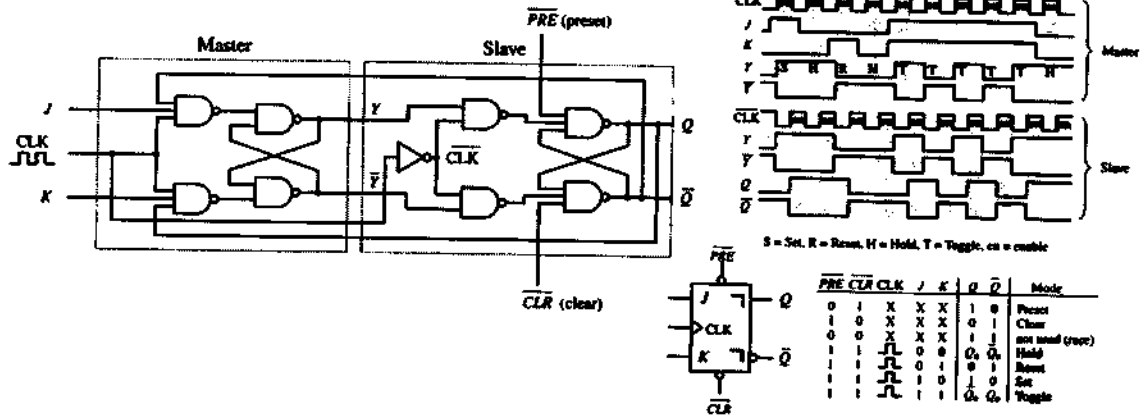 PRE (preset)
Master
Slave
J
CLK
K
Y
Y
CLK
Q
Q
CLR (clear)
CLK
J
K
Y
S H R H T T T T T H
Y
Master
CLK
Y
Y
Q
Q
Slave
S = Set, R = Reset, H = Hold, T = Toggle, en = enable
PRE
J
Q
CLK
K
Q
CLR
PRE CLR CLK J K Q Q Mode
0 1 X X X 1 0 Preset
1 0 X X X 0 1 Clear
0 0 X X X 1 1 not used (race)
1 1 0 0 Q₀ Q₀ Hold
1 1 0 1 0 1 Reset
1 1 1 0 1 0 Set
1 1 1 1 Q₀ Q₀ Toggle